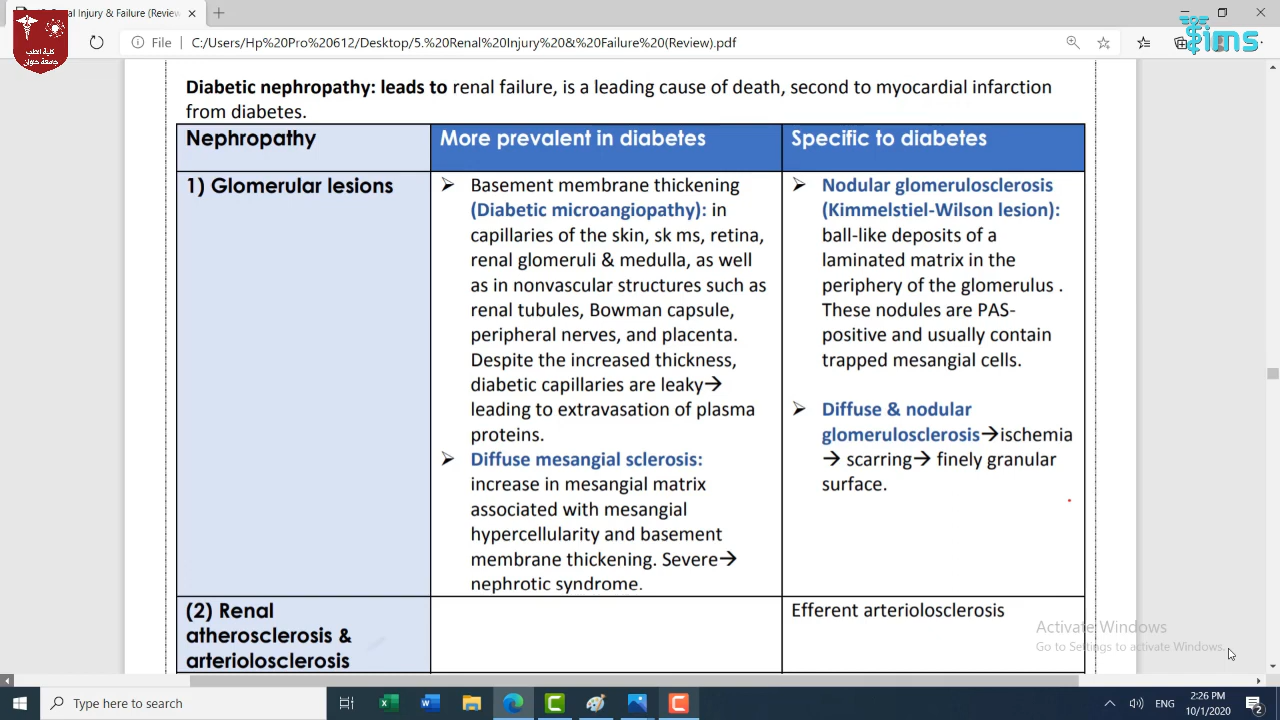 5. Renal Injury & Failure (Review)
File
C:/Users/Hp%20Pro%20612/Desktop/5.%20Renal%20Injury%20&%20Failure%20(Review).pdf
كلية الطب
جامعة حلوان
ims
Diabetic nephropathy: leads to renal failure, is a leading cause of death, second to myocardial infarction
from diabetes.
Nephropathy
More prevalent in diabetes
Specific to diabetes
1) Glomerular lesions
➢ Basement membrane thickening
(Diabetic microangiopathy): in
capillaries of the skin, sk ms, retina,
renal glomeruli & medulla, as well
as in nonvascular structures such as
renal tubules, Bowman capsule,
peripheral nerves, and placenta.
Despite the increased thickness,
diabetic capillaries are leaky→
leading to extravasation of plasma
proteins.
➢ Diffuse mesangial sclerosis:
increase in mesangial matrix
associated with mesangial
hypercellularity and basement
membrane thickening. Severe→
nephrotic syndrome.
➢ Nodular glomerulosclerosis
(Kimmelstiel-Wilson lesion):
ball-like deposits of a
laminated matrix in the
periphery of the glomerulus .
These nodules are PAS-
positive and usually contain
trapped mesangial cells.
➢ Diffuse & nodular
glomerulosclerosis→ischemia
→ scarring→ finely granular
surface.
(2) Renal
atherosclerosis &
arteriolosclerosis
Efferent arteriolosclerosis
Activate Windows
Go to Settings to activate Windows.
Type here to search
ENG
2:26 PM
10/1/2020
2